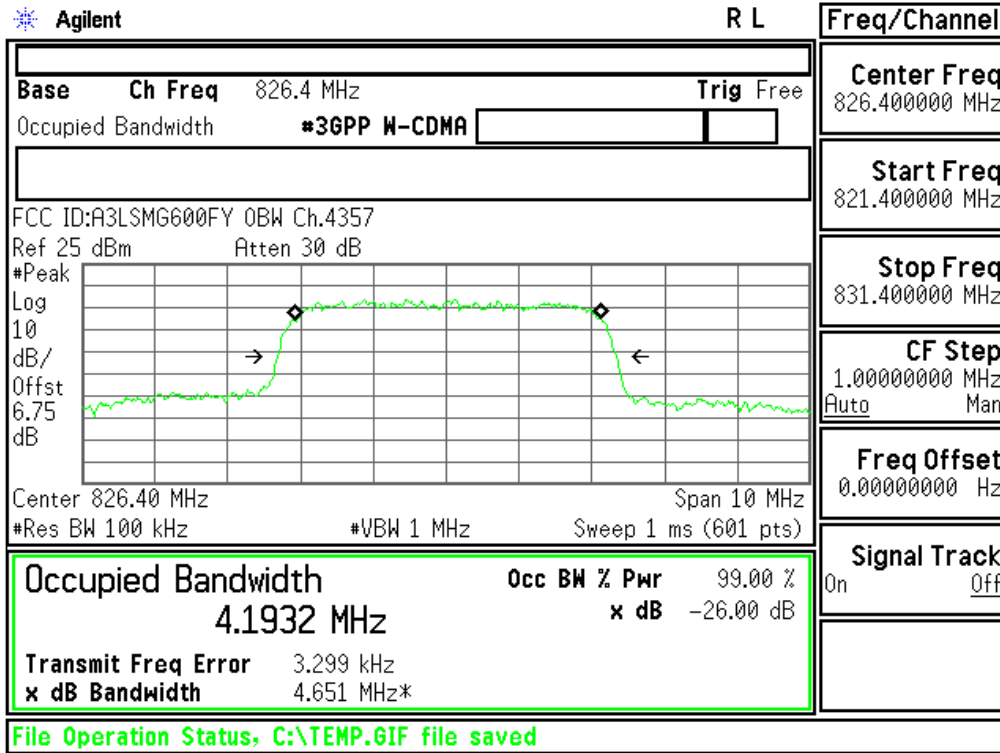 Agilent R L
Base Ch Freq 826.4 MHz Trig Free
Occupied Bandwidth #3GPP W-CDMA
FCC ID:A3LSMG600FY OBW Ch.4357
Ref 25 dBm Atten 30 dB
#Peak
Log
10
dB/
Offst
6.75
dB
Center 826.40 MHz Span 10 MHz
#Res BW 100 kHz #VBW 1 MHz Sweep 1 ms (601 pts)
Occupied Bandwidth Occ BW % Pwr 99.00 %
4.1932 MHz x dB -26.00 dB
Transmit Freq Error 3.299 kHz
x dB Bandwidth 4.651 MHz*
File Operation Status, C:\TEMP.GIF file saved
Freq/Channel
Center Freq
826.400000 MHz
Start Freq
821.400000 MHz
Stop Freq
831.400000 MHz
CF Step
1.00000000 MHz
Auto Man
Freq Offset
0.00000000 Hz
Signal Track
On Off